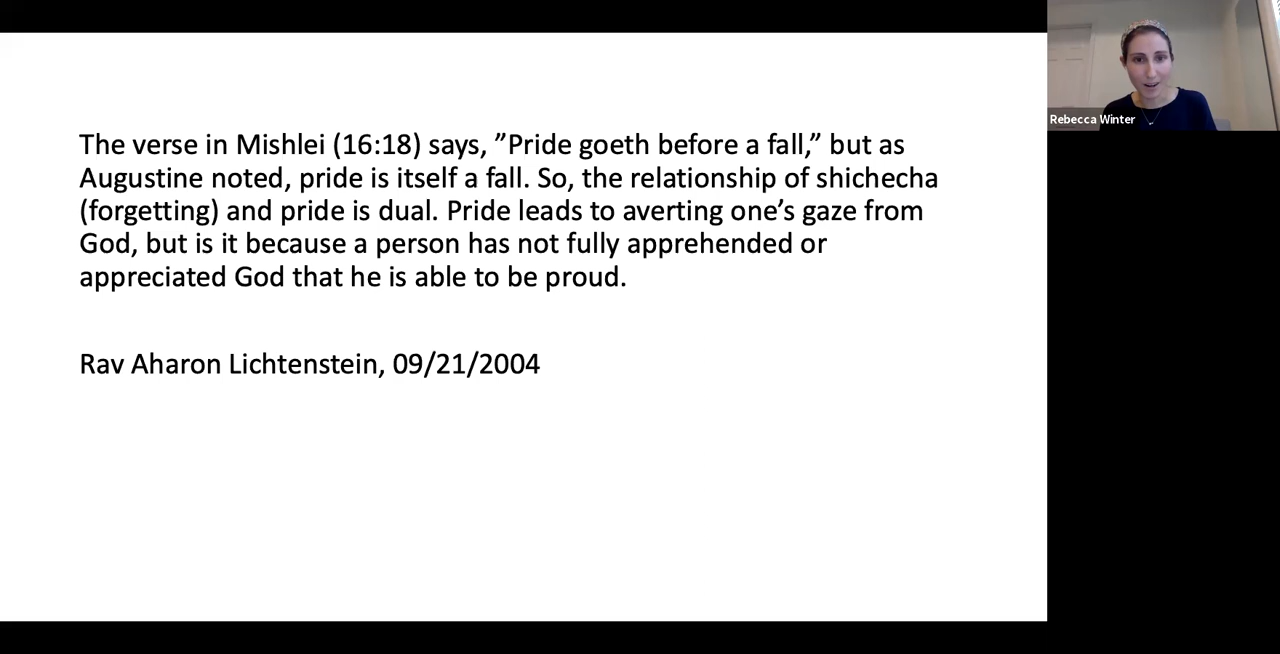 The verse in Mishlei (16:18) says, ”Pride goeth before a fall,” but as
Augustine noted, pride is itself a fall. So, the relationship of shichecha
(forgetting) and pride is dual. Pride leads to averting one’s gaze from
God, but is it because a person has not fully apprehended or
appreciated God that he is able to be proud.
Rav Aharon Lichtenstein, 09/21/2004
Rebecca Winter